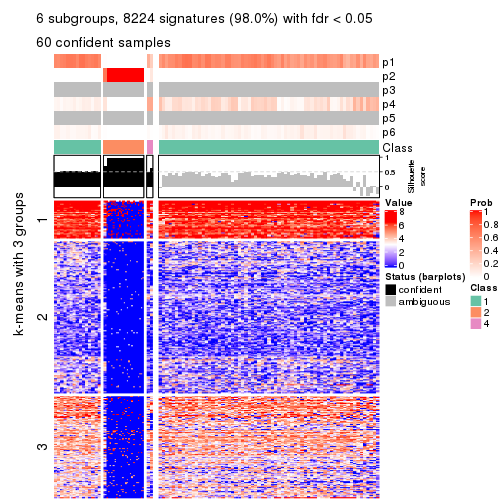 6 subgroups, 8224 signatures (98.0%) with fdr < 0.05
60 confident samples
p1
p2
p3
p4
p5
p6
Class
1
0.5
0
Silhouette
score
k-means with 3 groups
1
2
3
Value
8
6
4
2
0
Status (barplots)
confident
ambiguous
Prob
1
0.8
0.6
0.4
0.2
0
Class
1
2
4